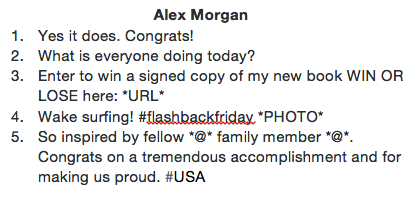 Alex Morgan
1. Yes it does. Congrats!
2. What is everyone doing today?
3. Enter to win a signed copy of my new book WIN OR
LOSE here: *URL*
4. Wake surfing! #flashbackfriday *PHOTO*
5. So inspired by fellow *@* family member *@*.
Congrats on a tremendous accomplishment and for
making us proud. #USA